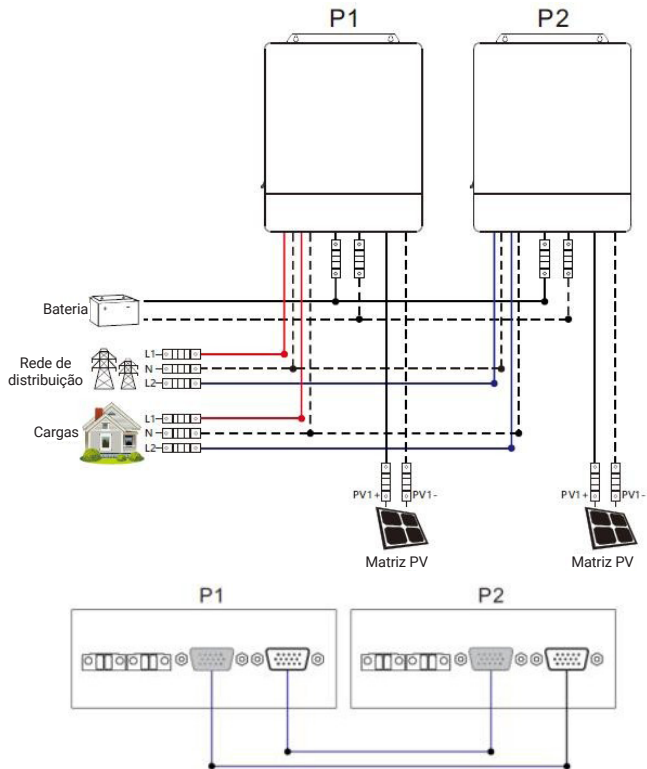 P1
P2
Bateria
Rede de
distribuição
L1
N
L2
Cargas
L1
N
L2
PV1+
PV1-
PV1+
PV1-
Matriz PV
Matriz PV
P1
P2